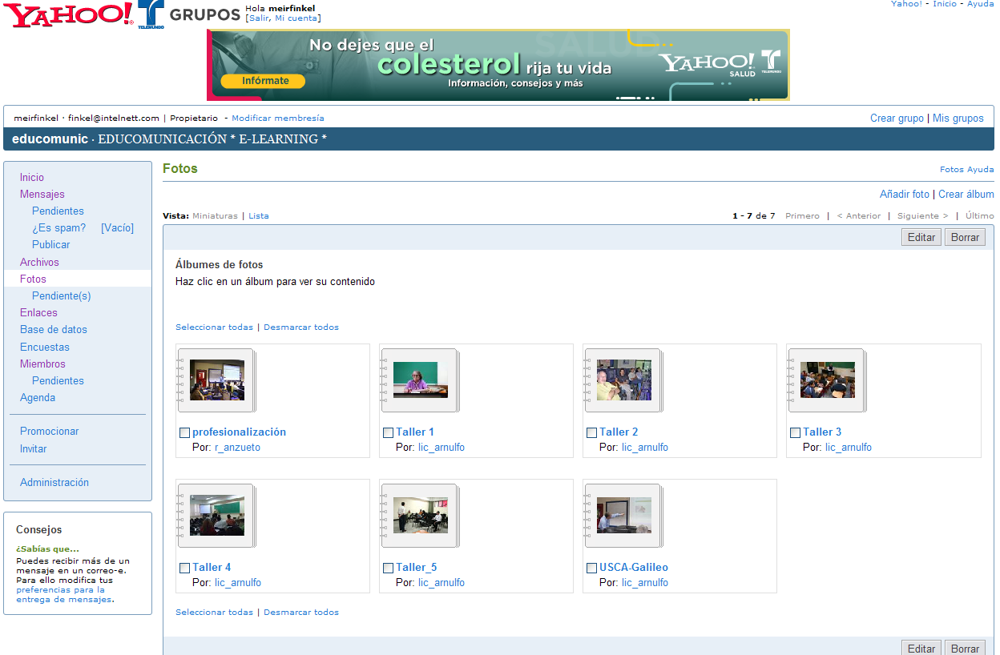 YAHOO! T TELEMUNDO GRUPOS
Hola meirfinkel
[Salir, Mi cuenta]
Yahoo! - Inicio - Ayuda
SALUD
No dejes que el
colesterol rija tu vida
Información, consejos y más
Infórmate
YAHOO! SALUD T TELEMUNDO
meirfinkel · finkel@intelnett.com | Propietario - Modificar membresía
Crear grupo | Mis grupos
educomunic · EDUCOMUNICACIÓN * E-LEARNING *
Inicio
Mensajes
Pendientes
¿Es spam? [Vacío]
Publicar
Archivos
Fotos
Pendiente(s)
Enlaces
Base de datos
Encuestas
Miembros
Pendientes
Agenda
Promocionar
Invitar
Administración
Consejos
¿Sabías que...
Puedes recibir más de un
mensaje en un correo-e.
Para ello modifica tus
preferencias para la
entrega de mensajes.
Fotos
Fotos Ayuda
Añadir foto | Crear álbum
Vista: Miniaturas | Lista
1 - 7 de 7 Primero | < Anterior | Siguiente > | Último
Editar Borrar
Álbumes de fotos
Haz clic en un álbum para ver su contenido
Seleccionar todas | Desmarcar todos
profesionalización
Por: r_anzueto
Taller 1
Por: lic_arnulfo
Taller 2
Por: lic_arnulfo
Taller 3
Por: lic_arnulfo
Taller 4
Por: lic_arnulfo
Taller_5
Por: lic_arnulfo
USCA-Galileo
Por: lic_arnulfo
Seleccionar todas | Desmarcar todos
Editar Borrar